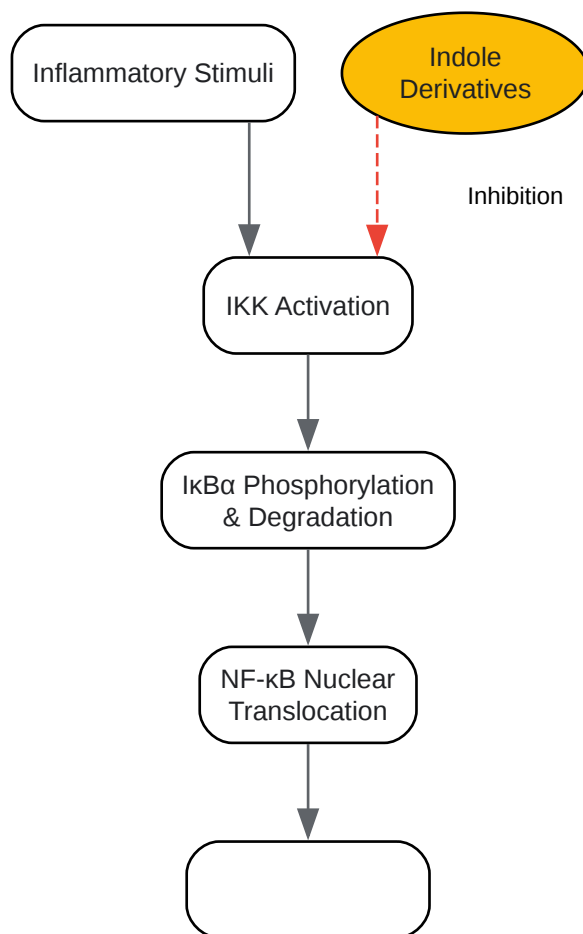 Inflammatory Stimuli
Indole
Derivatives
Inhibition
IKK Activation
IκBα Phosphorylation
& Degradation
NF-κB Nuclear
Translocation